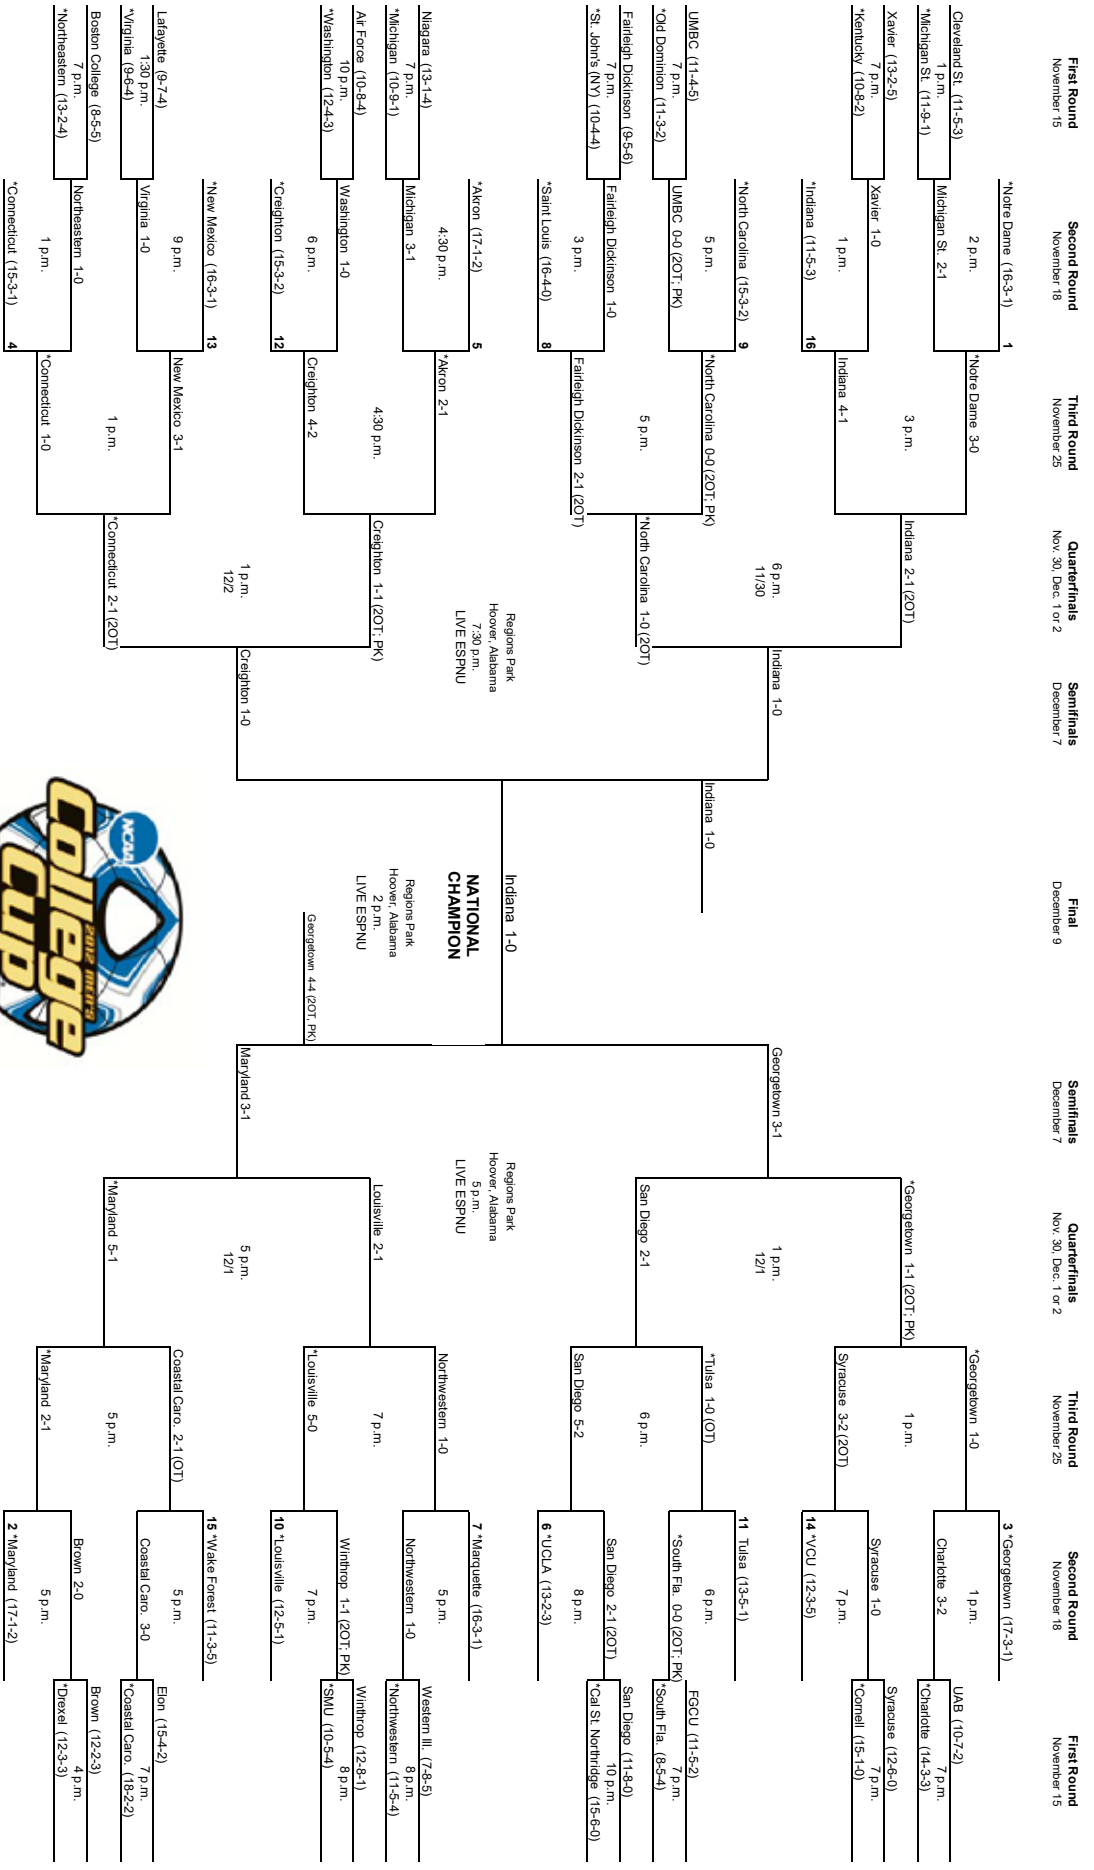 First Round
November 15
Second Round
November 18
Third Round
November 25
Quarterfinals
Nov. 30, Dec. 1 or 2
Semifinals
December 7
Final
December 9
Semifinals
December 7
Quarterfinals
Nov. 30, Dec. 1 or 2
Third Round
November 25
Second Round
November 18
First Round
November 15
*Notre Dame (16-3-1)
1
2 p.m.
Cleveland St. (11-5-3)
1 p.m.
*Michigan St. (11-9-1)
Michigan St. 2-1
*Notre Dame 3-0
3 p.m.
Xavier (13-2-5)
7 p.m.
*Kentucky (10-8-2)
Xavier 1-0
1 p.m.
*Indiana (11-5-3)
16
Indiana 4-1
Indiana 2-1 (2OT)
6 p.m.
11/30
*North Carolina (15-3-2)
9
5 p.m.
UMBC (11-4-5)
7 p.m.
*Old Dominion (11-3-2)
UMBC 0-0 (2OT; PK)
*North Carolina 0-0 (2OT; PK)
5 p.m.
Fairleigh Dickinson (9-5-6)
7 p.m.
*St. John's (NY) (10-4-4)
Fairleigh Dickinson 1-0
3 p.m.
*Saint Louis (16-4-0)
8
Fairleigh Dickinson 2-1 (2OT)
*North Carolina 1-0 (2OT)
Indiana 1-0
Indiana 1-0
Regions Park
Hoover, Alabama
7:30 p.m.
LIVE ESPNU
*Akron (17-1-2)
5
4:30 p.m.
Niagara (13-1-4)
7 p.m.
*Michigan (10-9-1)
Michigan 3-1
*Akron 2-1
4:30 p.m.
Air Force (10-8-4)
10 p.m.
*Washington (12-4-3)
Washington 1-0
6 p.m.
*Creighton (15-3-2)
12
Creighton 4-2
Creighton 1-1 (2OT; PK)
1 p.m.
12/2
*New Mexico (16-3-1)
13
9 p.m.
Lafayette (9-7-4)
1:30 p.m.
*Virginia (9-6-4)
Virginia 1-0
New Mexico 3-1
1 p.m.
Boston College (8-5-5)
7 p.m.
*Northeastern (13-2-4)
Northeastern 1-0
1 p.m.
*Connecticut (15-3-1)
4
*Connecticut 1-0
*Connecticut 2-1 (2OT)
Creighton 1-0
Indiana 1-0
NATIONAL
CHAMPION
Regions Park
Hoover, Alabama
2 p.m.
LIVE ESPNU
Georgetown 4-4 (2OT, PK)
NCAA
2012 MEN'S
College
Cup
Georgetown 3-1
Maryland 3-1
Regions Park
Hoover, Alabama
5 p.m.
LIVE ESPNU
*Georgetown 1-1 (2OT; PK)
1 p.m.
12/1
San Diego 2-1
Louisville 2-1
5 p.m.
12/1
*Maryland 5-1
*Georgetown 1-0
1 p.m.
Syracuse 3-2 (2OT)
*Tulsa 1-0 (OT)
6 p.m.
San Diego 5-2
Northwestern 1-0
7 p.m.
*Louisville 5-0
Coastal Caro. 2-1 (OT)
5 p.m.
*Maryland 2-1
3 *Georgetown (17-3-1)
1 p.m.
Charlotte 3-2
UAB (10-7-2)
7 p.m.
*Charlotte (14-3-3)
Syracuse 1-0
7 p.m.
14 *VCU (12-3-5)
Syracuse (12-6-0)
7 p.m.
*Cornell (15-1-0)
11 Tulsa (13-5-1)
6 p.m.
*South Fla. 0-0 (2OT; PK)
FGCU (11-5-2)
7 p.m.
*South Fla. (8-5-4)
San Diego 2-1 (2OT)
8 p.m.
6 *UCLA (13-2-3)
San Diego (11-8-0)
10 p.m.
*Cal St. Northridge (15-6-0)
7 *Marquette (16-3-1)
5 p.m.
Northwestern 1-0
Western Ill. (7-8-5)
8 p.m.
*Northwestern (11-5-4)
Winthrop 1-1 (2OT; PK)
7 p.m.
10 *Louisville (12-5-1)
Winthrop (12-8-1)
8 p.m.
*SMU (10-5-4)
15 *Wake Forest (11-3-5)
5 p.m.
Coastal Caro. 3-0
Elon (15-4-2)
7 p.m.
*Coastal Caro. (18-2-2)
Brown 2-0
5 p.m.
2 *Maryland (17-1-2)
Brown (12-2-3)
4 p.m.
*Drexel (12-3-3)